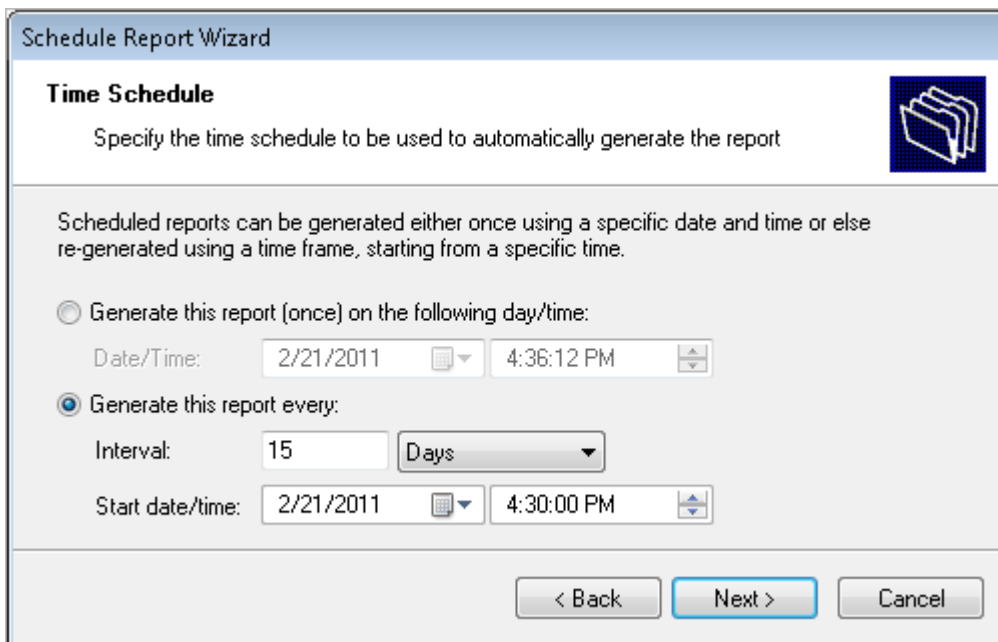 Schedule Report Wizard
Time Schedule
Specify the time schedule to be used to automatically generate the report
Scheduled reports can be generated either once using a specific date and time or else
re-generated using a time frame, starting from a specific time.
Generate this report (once) on the following day/time:
Date/Time: 2/21/2011 4:36:12 PM
Generate this report every:
Interval: 15 Days
Start date/time: 2/21/2011 4:30:00 PM
< Back Next > Cancel